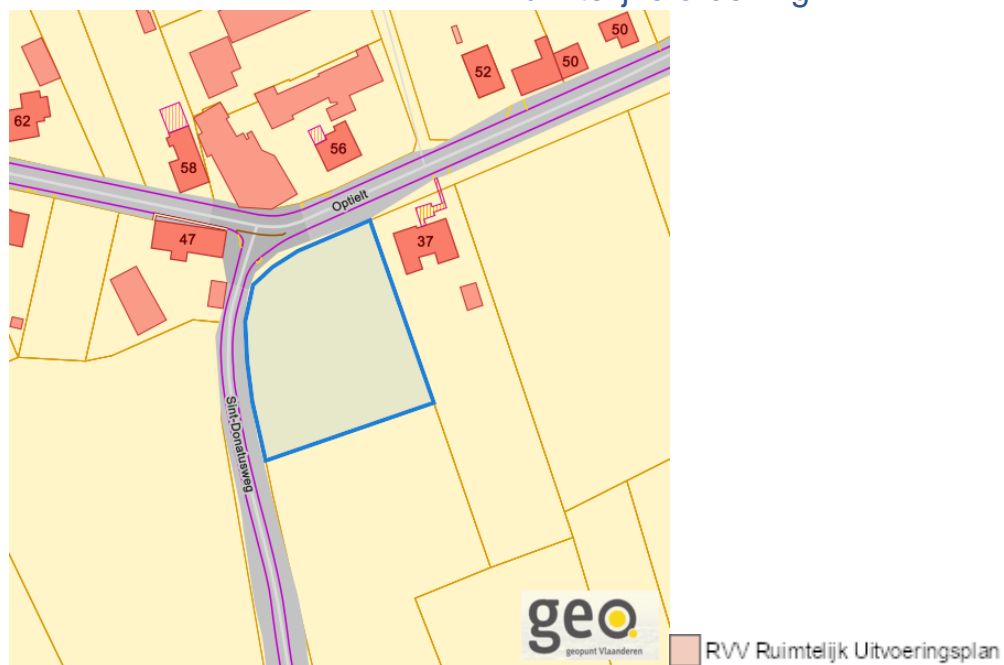 50
52
50
62
56
58
Optielt
47
37
Sint-Donatusweg
geo.
geopunt Vlaanderen
RVV Ruimtelijk Uitvoeringsplan